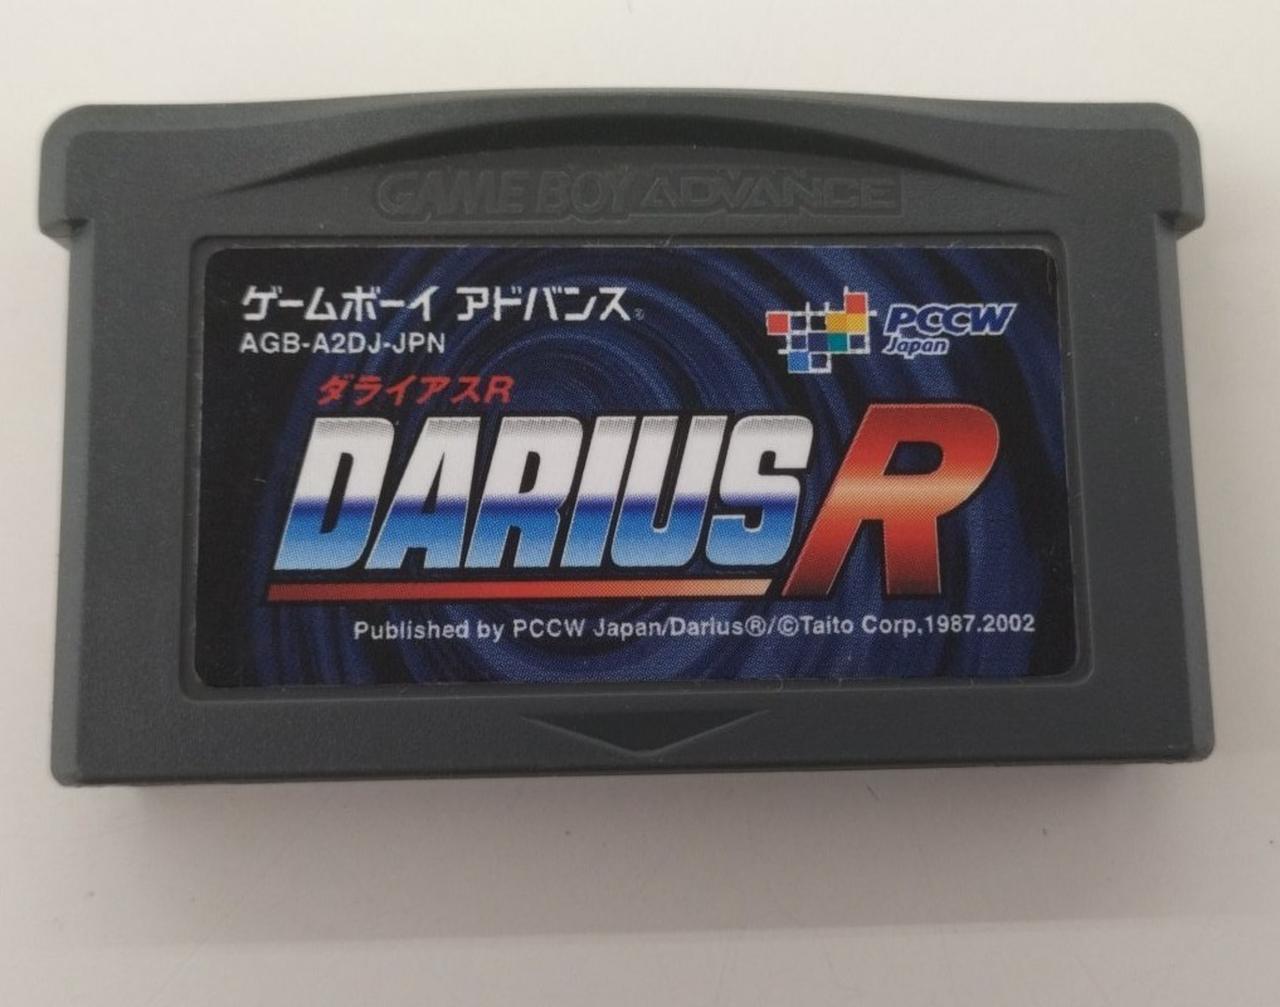 GAME BOY ADVANCE
ゲームボーイ アドバンス
AGB-A2DJ-JPN
PCCW
Japan
ダライアスR
DARIUS R
Published by PCCW Japan/Darius®/©Taito Corp,1987.2002